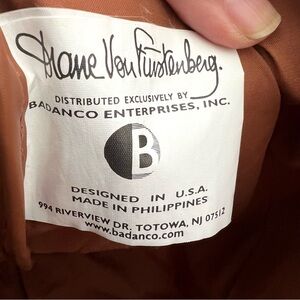 Diane Von Furstenberg.
DISTRIBUTED EXCLUSIVELY BY
BADANCO ENTERPRISES, INC.
B
DESIGNED IN U.S.A.
MADE IN PHILIPPINES
994 RIVERVIEW DR. TOTOWA, NJ 07512
www.badanco.com